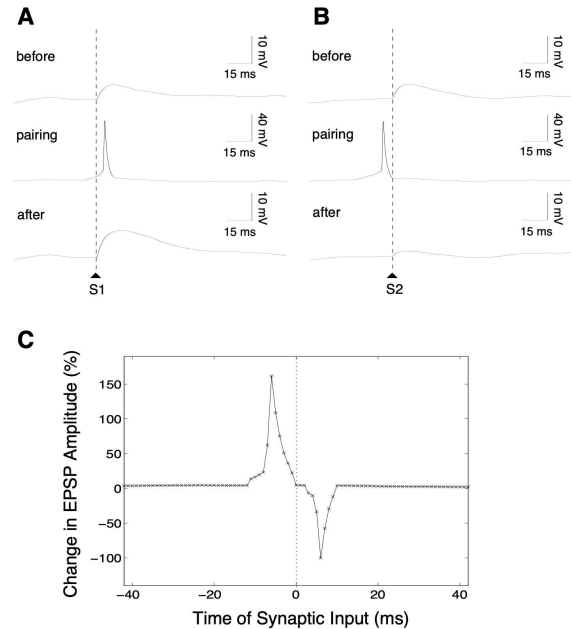 A
before
10 mV
15 ms
pairing
40 mV
15 ms
after
10 mV
15 ms
S1
B
before
10 mV
15 ms
pairing
40 mV
15 ms
after
10 mV
15 ms
S2
C
Change in EPSP Amplitude (%)
150
100
50
0
−50
−100
−40
−20
0
20
40
Time of Synaptic Input (ms)